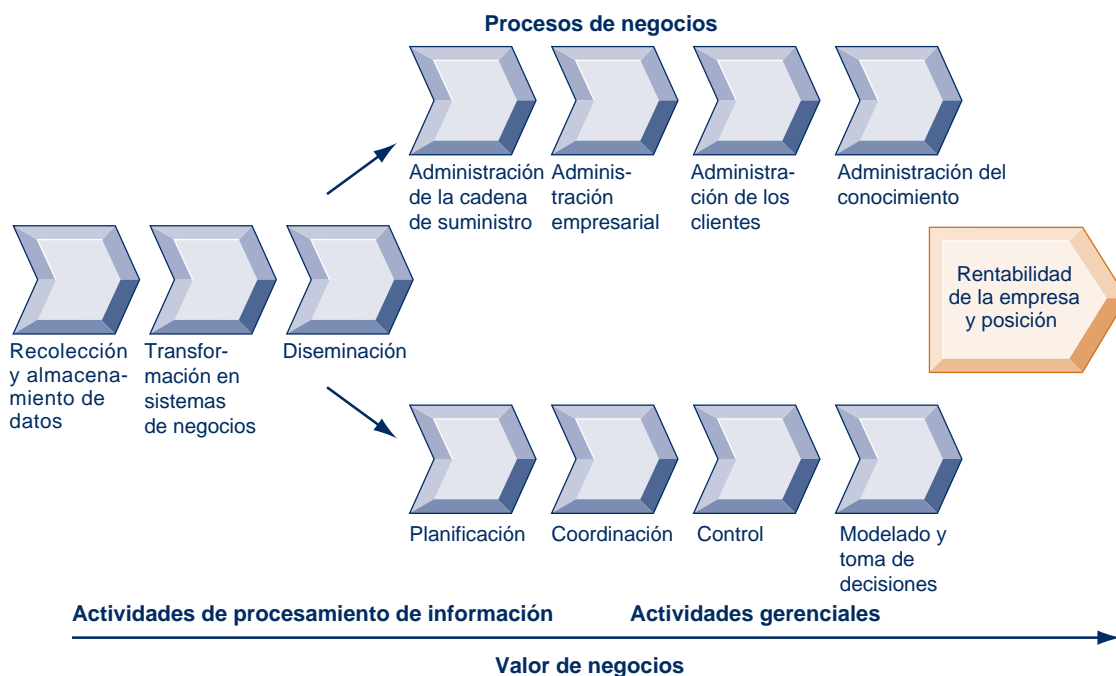 Procesos de negocios
Administración
de la cadena
de suministro
Adminis-
tración
empresarial
Administra-
ción de los
clientes
Administración del
conocimiento
Recolección
y almacena-
miento de
datos
Transfor-
mación en
sistemas
de negocios
Diseminación
Rentabilidad
de la empresa
y posición
Planificación
Coordinación
Control
Modelado y
toma de
decisiones
Actividades de procesamiento de información
Actividades gerenciales
Valor de negocios